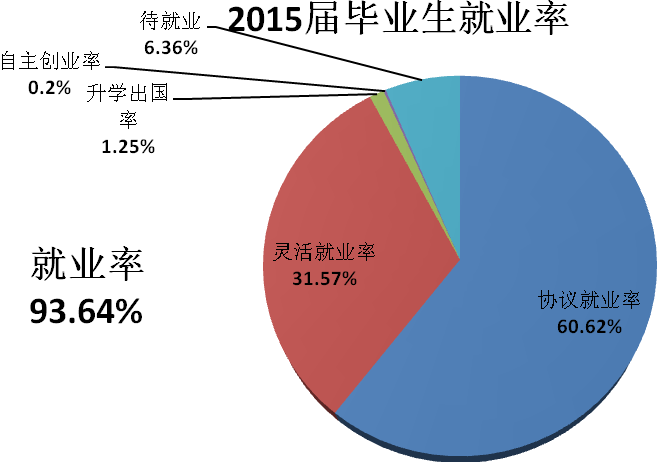 2015届毕业生就业率
待就业
6.36%
自主创业率
0.2%
升学出国
率
1.25%
灵活就业率
31.57%
就业率
93.64%
协议就业率
60.62%